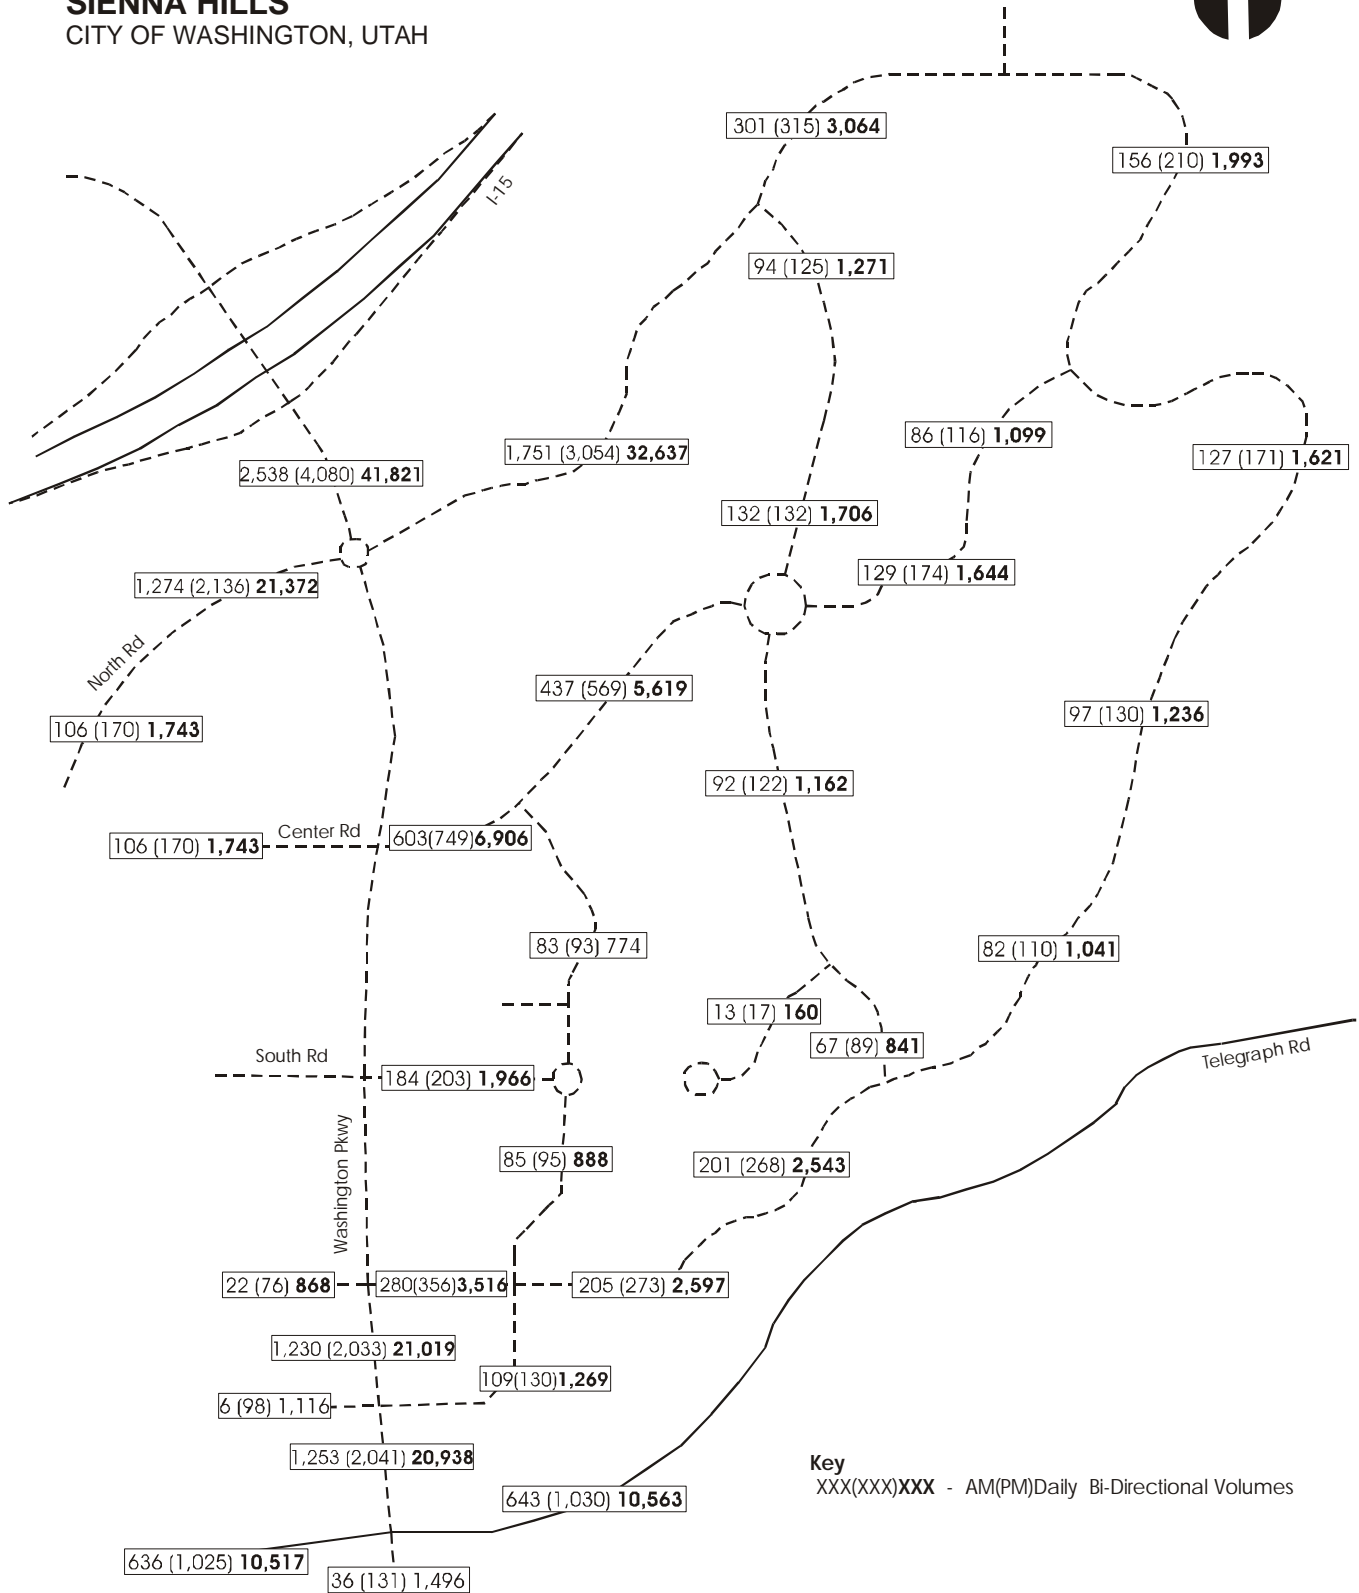 SIENNA HILLS
CITY OF WASHINGTON, UTAH
301 (315) 3,064
156 (210) 1,993
I-15
94 (125) 1,271
86 (116) 1,099
1,751 (3,054) 32,637
127 (171) 1,621
2,538 (4,080) 41,821
132 (132) 1,706
129 (174) 1,644
1,274 (2,136) 21,372
North Rd
437 (569) 5,619
97 (130) 1,236
106 (170) 1,743
92 (122) 1,162
Center Rd
603(749)6,906
106 (170) 1,743
83 (93) 774
82 (110) 1,041
13 (17) 160
67 (89) 841
Telegraph Rd
South Rd
184 (203) 1,966
Washington Pkwy
85 (95) 888
201 (268) 2,543
22 (76) 868
280(356)3,516
205 (273) 2,597
1,230 (2,033) 21,019
109(130)1,269
6 (98) 1,116
1,253 (2,041) 20,938
Key
XXX(XXX)XXX - AM(PM)Daily Bi-Directional Volumes
643 (1,030) 10,563
636 (1,025) 10,517
36 (131) 1,496